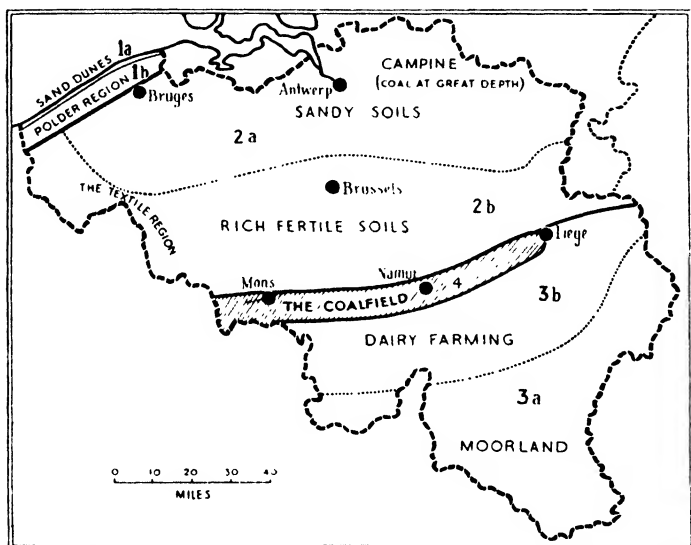 SAND DUNES 1a
POLDER REGION 1b
Bruges
Antwerp
CAMPINE
(COAL AT GREAT DEPTH)
SANDY SOILS
2a
THE TEXTILE REGION
Brussels
2b
RICH FERTILE SOILS
Liege
Mons
Namur
4
THE COALFIELD
3b
DAIRY FARMING
3a
MOORLAND
0 10 20 30 40
MILES